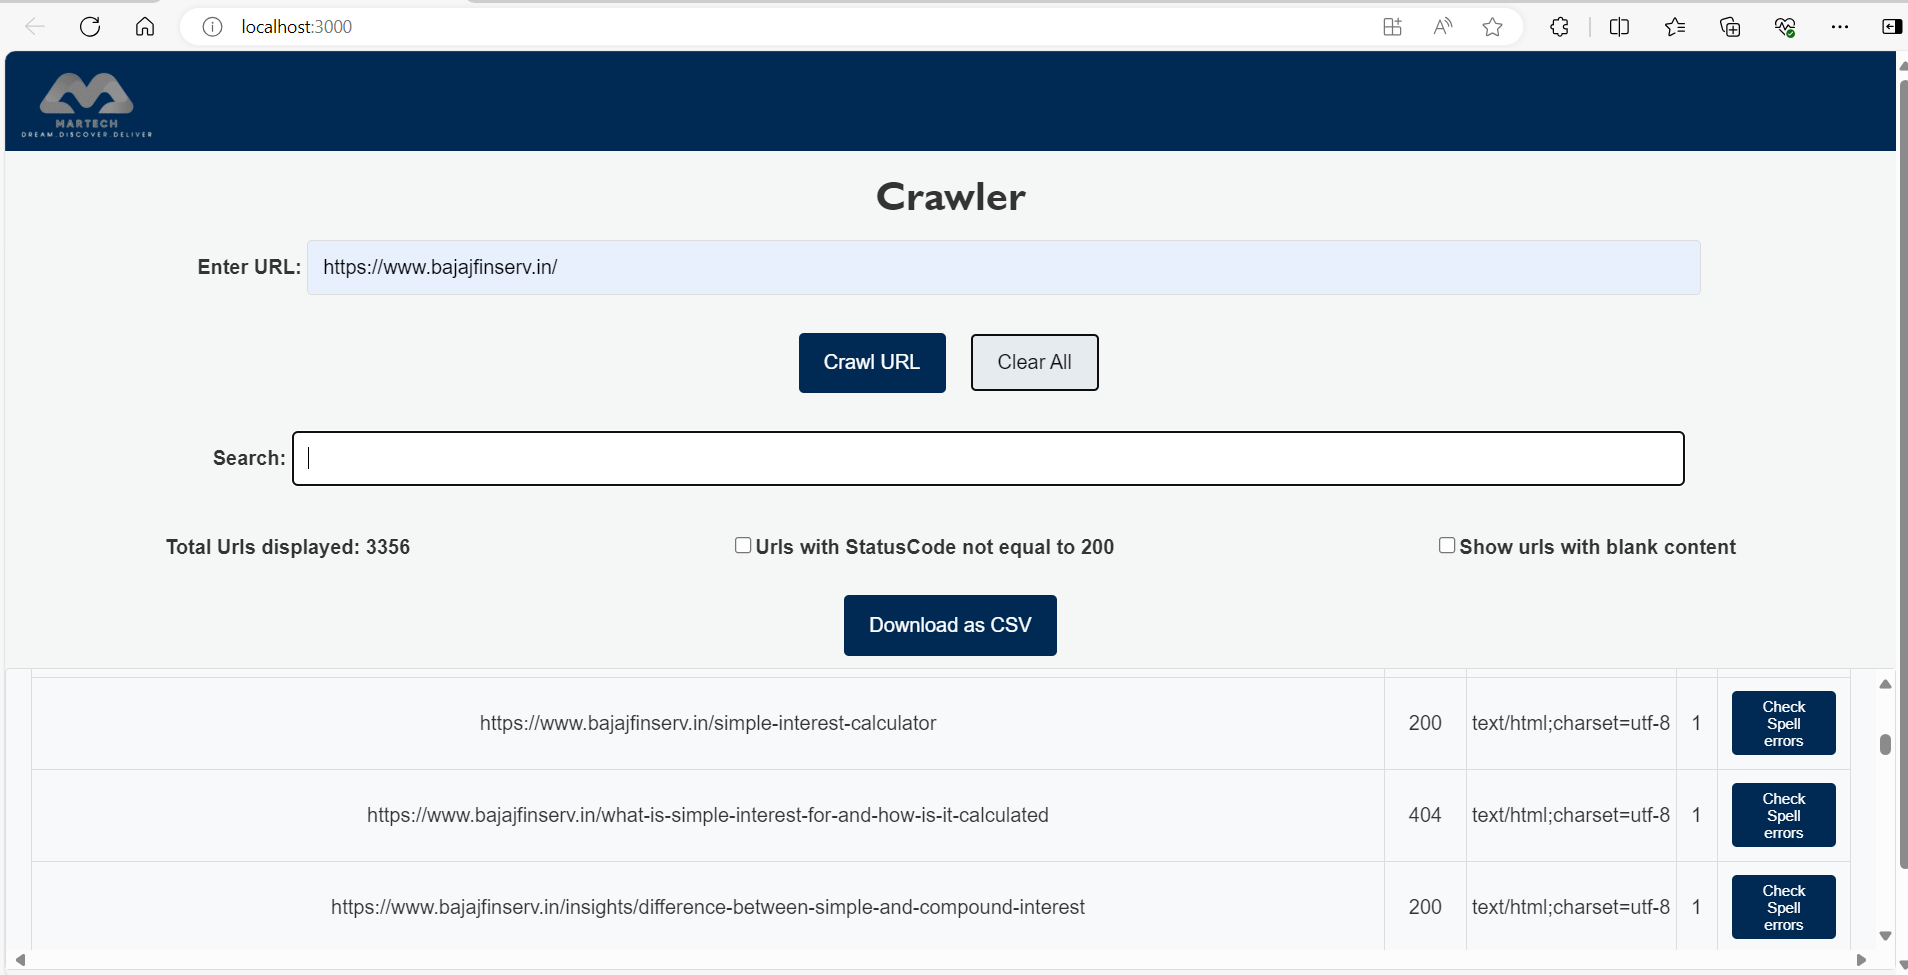 localhost:3000
MARTECH
DREAM.DISCOVER.DELIVER
Crawler
Enter URL: https://www.bajajfinserv.in/
Crawl URL Clear All
Search:
Total Urls displayed: 3356 Urls with StatusCode not equal to 200 Show urls with blank content
Download as CSV
https://www.bajajfinserv.in/simple-interest-calculator 200 text/html;charset=utf-8 1 Check
Spell
errors
https://www.bajajfinserv.in/what-is-simple-interest-for-and-how-is-it-calculated 404 text/html;charset=utf-8 1 Check
Spell
errors
https://www.bajajfinserv.in/insights/difference-between-simple-and-compound-interest 200 text/html;charset=utf-8 1 Check
Spell
errors